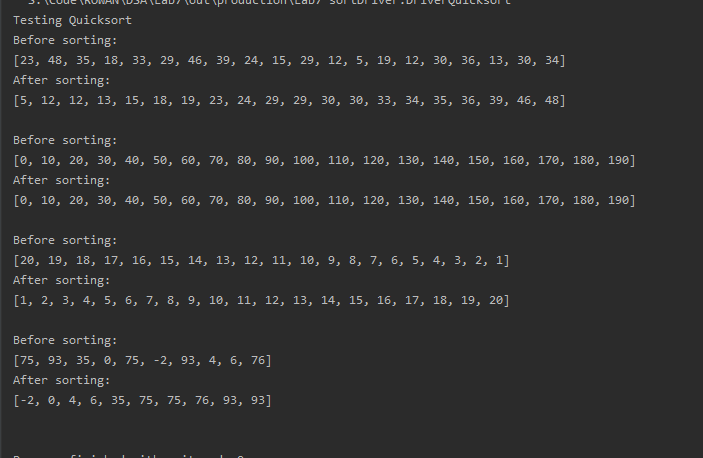 Testing Quicksort
Before sorting:
[23, 48, 35, 18, 33, 29, 46, 39, 24, 15, 29, 12, 5, 19, 12, 30, 36, 13, 30, 34]
After sorting:
[5, 12, 12, 13, 15, 18, 19, 23, 24, 29, 29, 30, 30, 33, 34, 35, 36, 39, 46, 48]
Before sorting:
[0, 10, 20, 30, 40, 50, 60, 70, 80, 90, 100, 110, 120, 130, 140, 150, 160, 170, 180, 190]
After sorting:
[0, 10, 20, 30, 40, 50, 60, 70, 80, 90, 100, 110, 120, 130, 140, 150, 160, 170, 180, 190]
Before sorting:
[20, 19, 18, 17, 16, 15, 14, 13, 12, 11, 10, 9, 8, 7, 6, 5, 4, 3, 2, 1]
After sorting:
[1, 2, 3, 4, 5, 6, 7, 8, 9, 10, 11, 12, 13, 14, 15, 16, 17, 18, 19, 20]
Before sorting:
[75, 93, 35, 0, 75, -2, 93, 4, 6, 76]
After sorting:
[-2, 0, 4, 6, 35, 75, 75, 76, 93, 93]